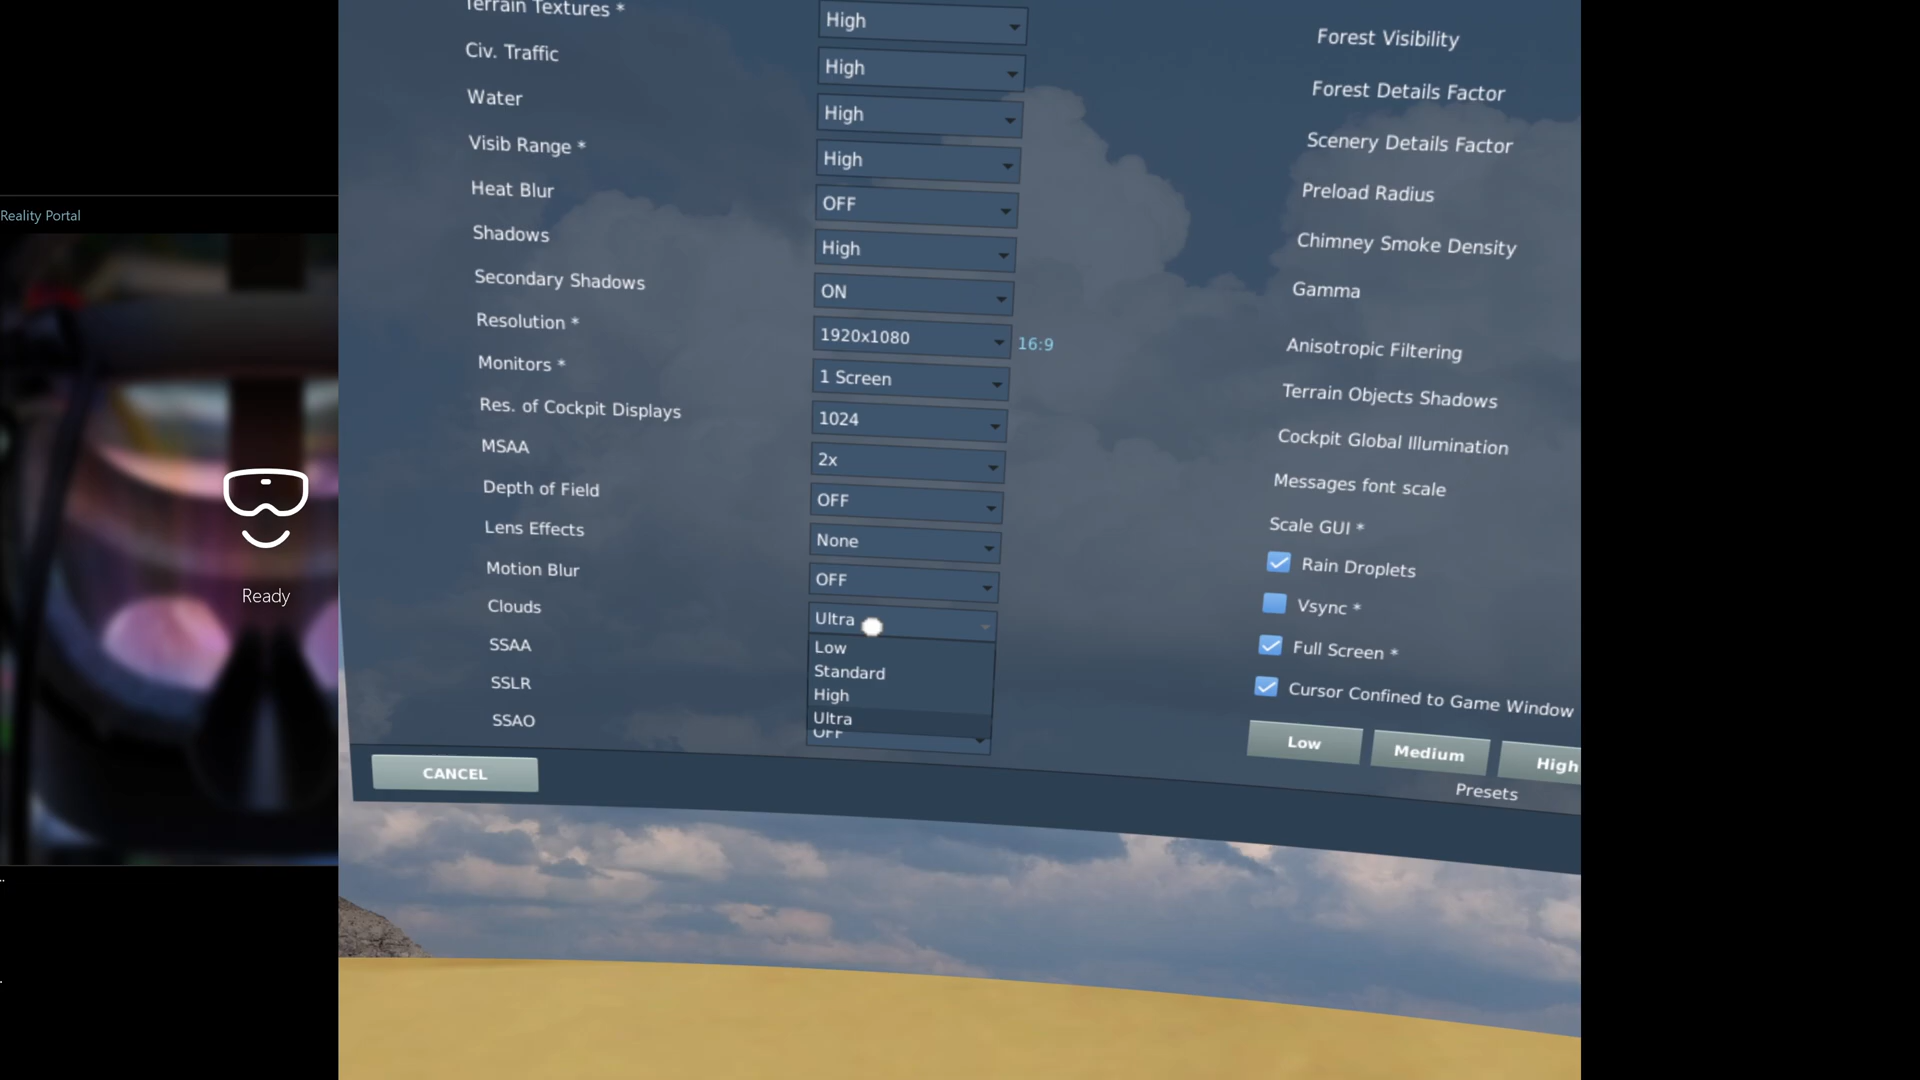 Reality Portal
Ready
Terrain Textures * High
Civ. Traffic High
Water High
Visib Range * High
Heat Blur OFF
Shadows High
Secondary Shadows ON
Resolution * 1920x1080 16:9
Monitors * 1 Screen
Res. of Cockpit Displays 1024
MSAA 2x
Depth of Field OFF
Lens Effects None
Motion Blur OFF
Clouds Ultra
Low
Standard
High
Ultra
SSAA
SSLR
SSAO OFF
CANCEL
Forest Visibility
Forest Details Factor
Scenery Details Factor
Preload Radius
Chimney Smoke Density
Gamma
Anisotropic Filtering
Terrain Objects Shadows
Cockpit Global Illumination
Messages font scale
Scale GUI *
Rain Droplets
Vsync *
Full Screen *
Cursor Confined to Game Window
Low Medium High
Presets